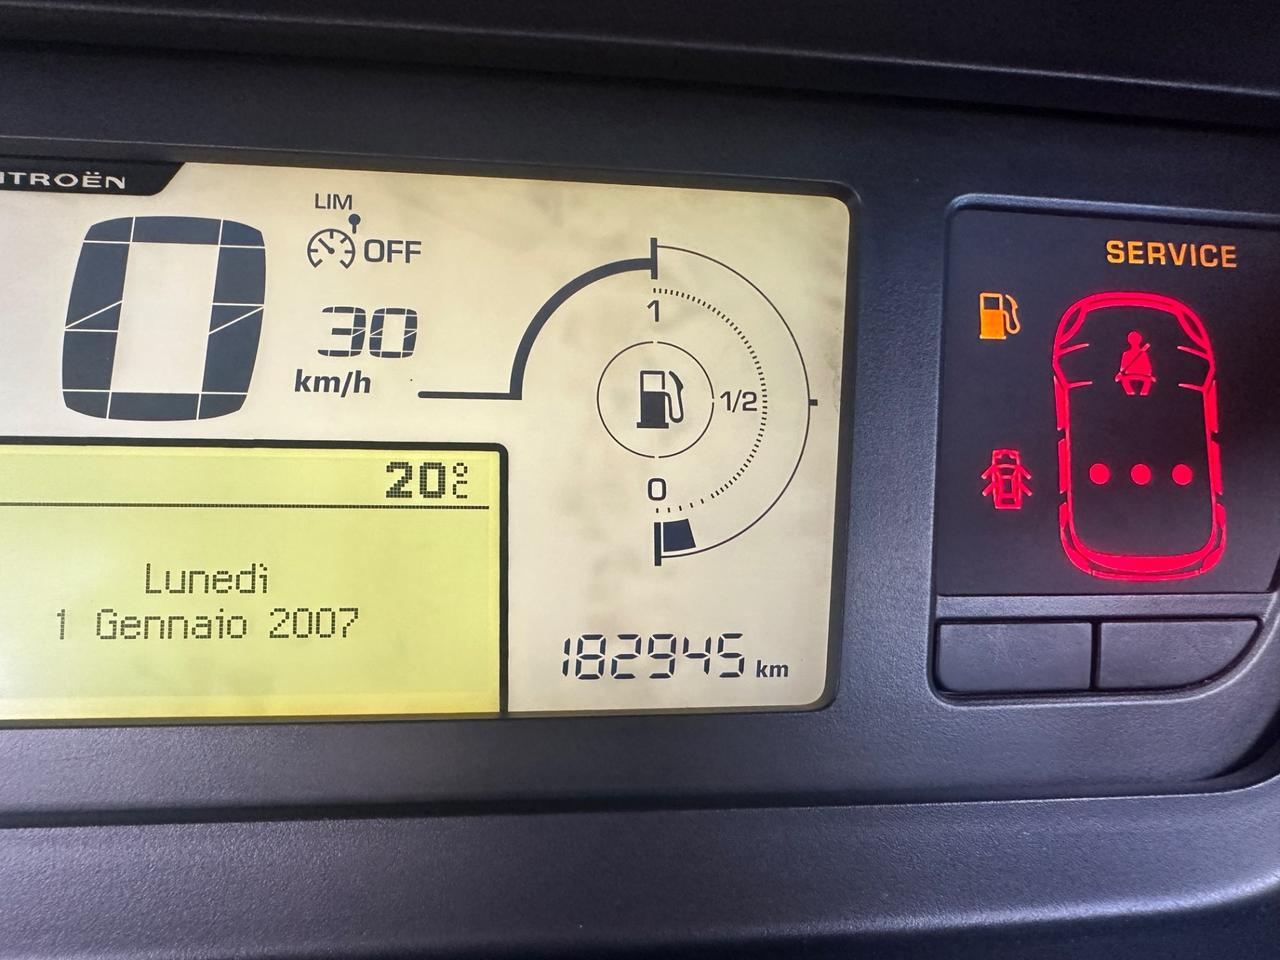 ITROËN
SERVICE
LIM
OFF
0
30
km/h
1
1/2
0
20°C
Lunedì
1 Gennaio 2007
182945 km